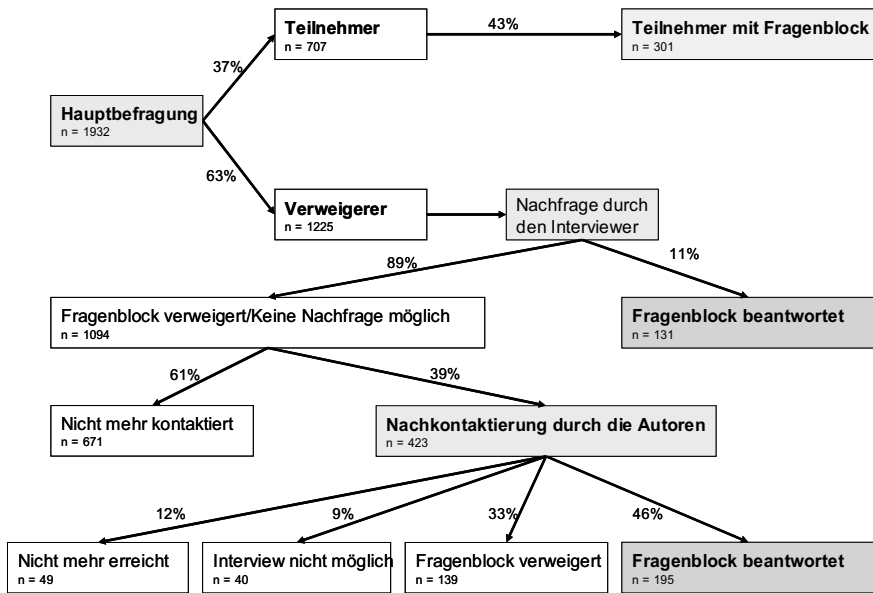 Teilnehmer
n = 707
43%
Teilnehmer mit Fragenblock
n = 301
37%
Hauptbefragung
n = 1932
63%
Verweigerer
n = 1225
Nachfrage durch
den Interviewer
89%
11%
Fragenblock verweigert/Keine Nachfrage möglich
n = 1094
Fragenblock beantwortet
n = 131
61%
39%
Nicht mehr kontaktiert
n = 671
Nachkontaktierung durch die Autoren
n = 423
12%
9%
33%
46%
Nicht mehr erreicht
n = 49
Interview nicht möglich
n = 40
Fragenblock verweigert
n = 139
Fragenblock beantwortet
n = 195